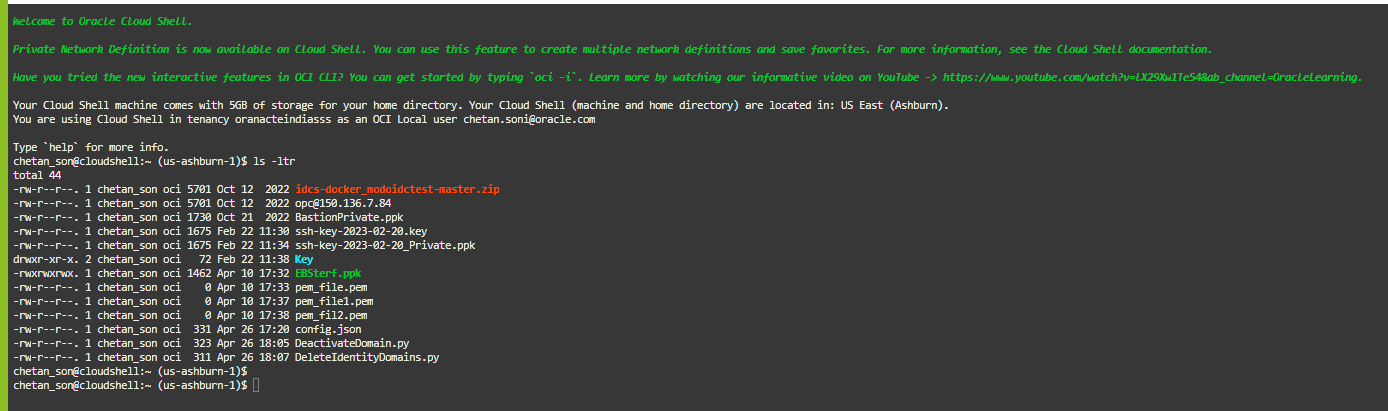 Welcome to Oracle Cloud Shell.
Private Network Definition is now available on Cloud Shell. You can use this feature to create multiple network definitions and save favorites. For more information, see the Cloud Shell documentation.
Have you tried the new interactive features in OCI CLI? You can get started by typing `oci -i`. Learn more by watching our informative video on YouTube -> https://www.youtube.com/watch?v=lX29Xw1Te54&ab_channel=OracleLearning.
Your Cloud Shell machine comes with 5GB of storage for your home directory. Your Cloud Shell (machine and home directory) are located in: US East (Ashburn).
You are using Cloud Shell in tenancy oranacteindiasss as an OCI Local user chetan.soni@oracle.com
Type `help` for more info.
chetan_son@cloudshell:~ (us-ashburn-1)$ ls -ltr
total 44
-rw-r--r--. 1 chetan_son oci 5701 Oct 12  2022 idcs-docker_modoidctest-master.zip
-rw-r--r--. 1 chetan_son oci 5701 Oct 12  2022 opc@150.136.7.84
-rw-r--r--. 1 chetan_son oci 1730 Oct 21  2022 BastionPrivate.ppk
-rw-r--r--. 1 chetan_son oci 1675 Feb 22 11:30 ssh-key-2023-02-20.key
-rw-r--r--. 1 chetan_son oci 1675 Feb 22 11:34 ssh-key-2023-02-20_Private.ppk
drwxr-xr-x. 2 chetan_son oci   72 Feb 22 11:38 Key
-rwxrwxrwx. 1 chetan_son oci 1462 Apr 10 17:32 EBSterf.ppk
-rw-r--r--. 1 chetan_son oci    0 Apr 10 17:33 pem_file.pem
-rw-r--r--. 1 chetan_son oci    0 Apr 10 17:37 pem_file1.pem
-rw-r--r--. 1 chetan_son oci    0 Apr 10 17:38 pem_fil2.pem
-rw-r--r--. 1 chetan_son oci  331 Apr 26 17:20 config.json
-rw-r--r--. 1 chetan_son oci  323 Apr 26 18:05 DeactivateDomain.py
-rw-r--r--. 1 chetan_son oci  311 Apr 26 18:07 DeleteIdentityDomains.py
chetan_son@cloudshell:~ (us-ashburn-1)$
chetan_son@cloudshell:~ (us-ashburn-1)$